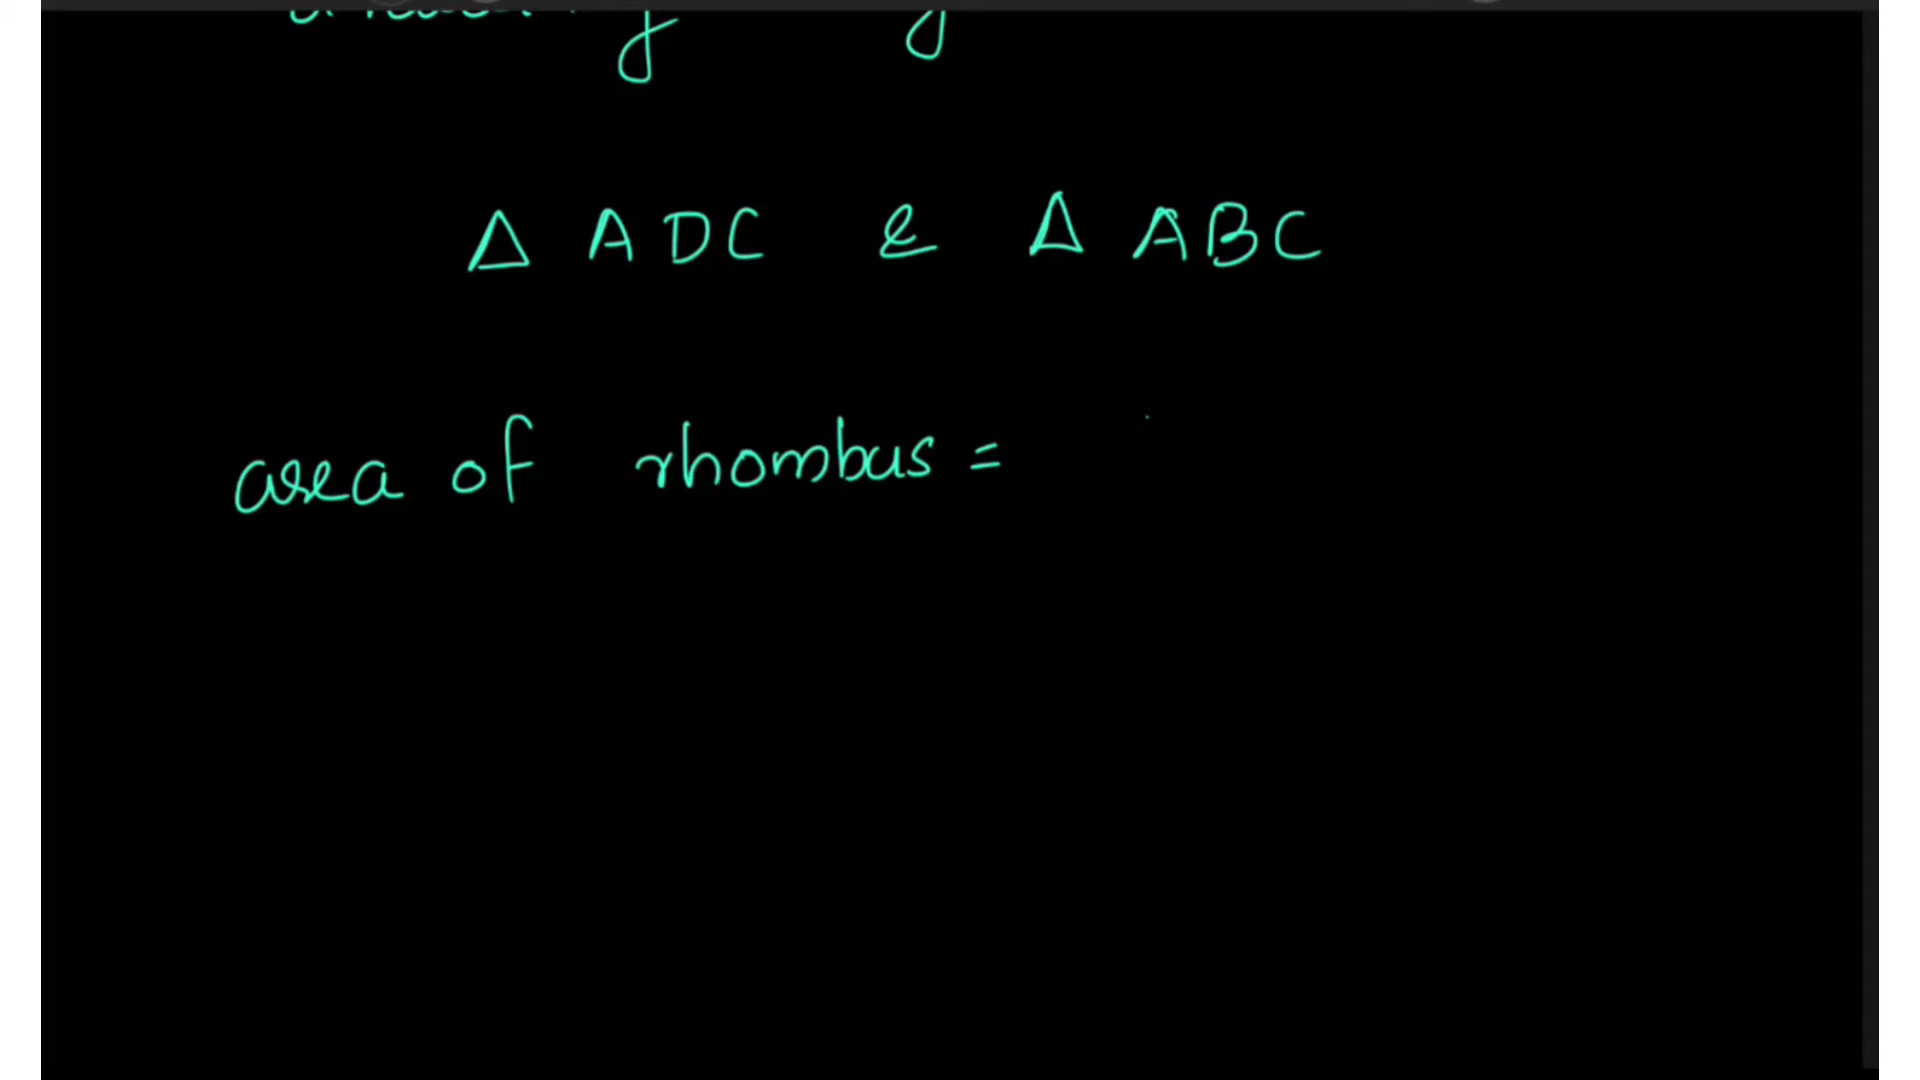 Δ ADC & Δ ABC
area of rhombus =